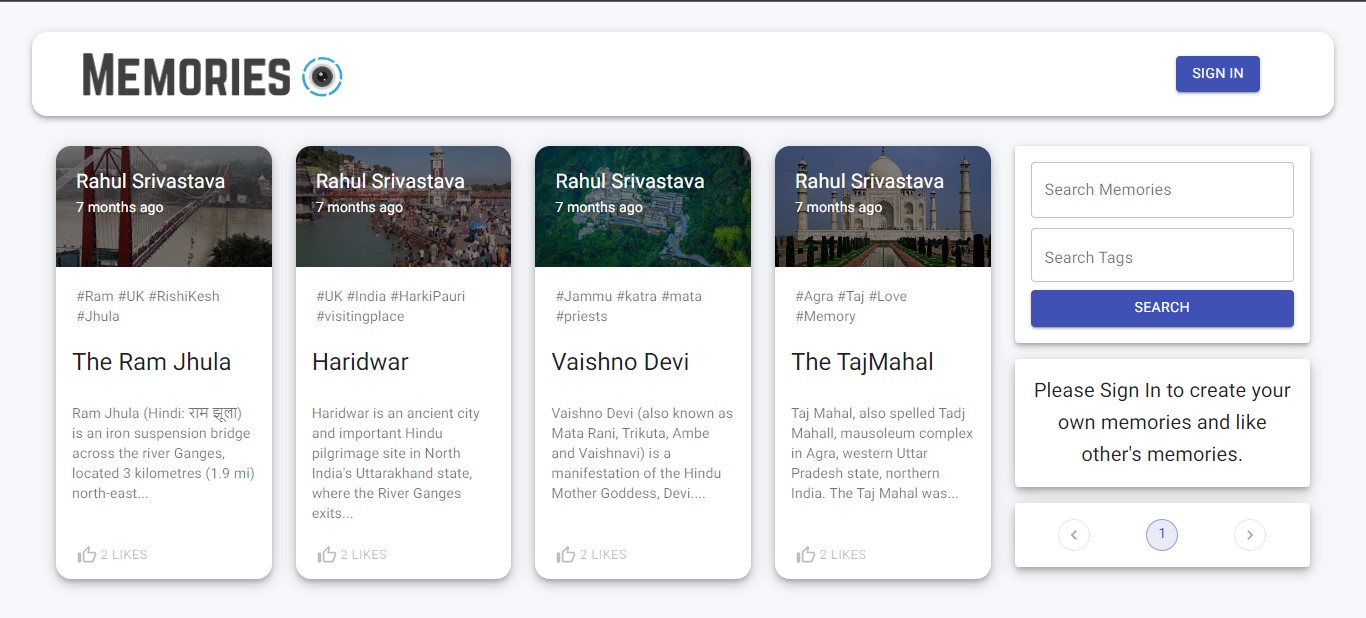 MEMORIES
SIGN IN
Rahul Srivastava
7 months ago
#Ram #UK #RishiKesh
#Jhula
The Ram Jhula
Ram Jhula (Hindi: राम झूला)
is an iron suspension bridge
across the river Ganges,
located 3 kilometres (1.9 mi)
north-east...
2 LIKES
Rahul Srivastava
7 months ago
#UK #India #HarkiPauri
#visitingplace
Haridwar
Haridwar is an ancient city
and important Hindu
pilgrimage site in North
India's Uttarakhand state,
where the River Ganges
exits...
2 LIKES
Rahul Srivastava
7 months ago
#Jammu #katra #mata
#priests
Vaishno Devi
Vaishno Devi (also known as
Mata Rani, Trikuta, Ambe
and Vaishnavi) is a
manifestation of the Hindu
Mother Goddess, Devi....
2 LIKES
Rahul Srivastava
7 months ago
#Agra #Taj #Love
#Memory
The TajMahal
Taj Mahal, also spelled Tadj
Mahall, mausoleum complex
in Agra, western Uttar
Pradesh state, northern
India. The Taj Mahal was...
2 LIKES
Search Memories
Search Tags
SEARCH
Please Sign In to create your
own memories and like
other's memories.
1